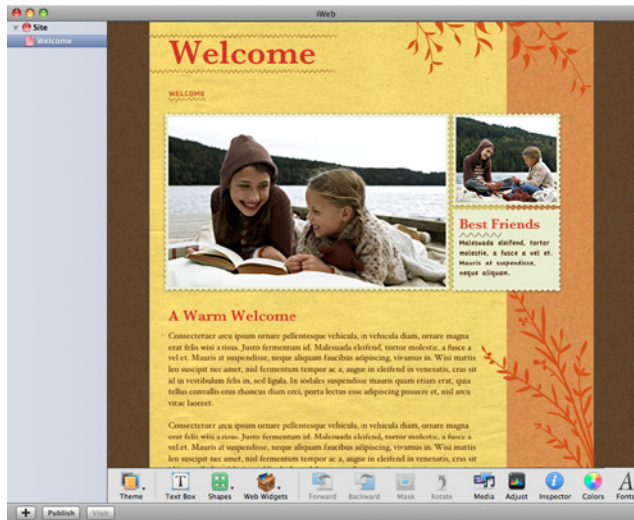 iWeb
Site
Welcome
Welcome
WELCOME
Best Friends
Malesuada eleifend, tortor
molestie, a fusce a vel et.
Mauris at suspendisse,
neque aliquam.
A Warm Welcome
Consectetuer arcu ipsum ornare pellentesque vehicula, in vehicula diam, ornare magna
erat felis wisi a risus. Justo fermentum id. Malesuada eleifend, tortor molestie, a fusce a
vel et. Mauris at suspendisse, neque aliquam faucibus adipiscing, vivamus in. Wisi mattis
leo suscipit nec amet, nisl fermentum tempor ac a, augue in eleifend in venenatis, cras sit
id in vestibulum felis in, sed ligula. In sodales suspendisse mauris quam etiam erat, quia
tellus convallis eros rhoncus diam orci, porta lectus esse adipiscing posuere et, nisl arcu
vitae laoreet.
Consectetuer arcu ipsum ornare pellentesque vehicula, in vehicula diam, ornare magna
erat felis wisi a risus. Justo fermentum id. Malesuada eleifend, tortor molestie, a fusce a
vel et. Mauris at suspendisse, neque aliquam faucibus adipiscing, vivamus in. Wisi mattis
leo suscipit nec amet, nisl fermentum tempor ac a, augue in eleifend in venenatis, cras sit
Theme Text Box Shapes Web Widgets Forward Backward Mask Rotate Media Adjust Inspector Colors Fonts
Publish Visit